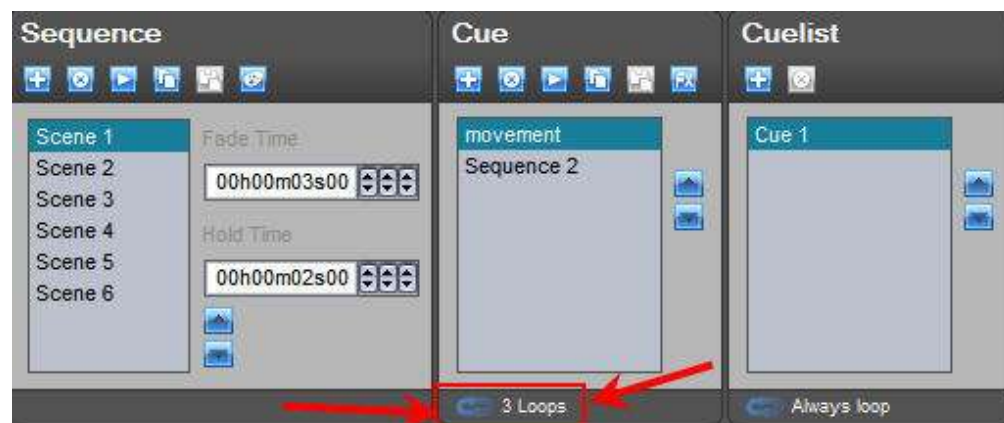 Sequence
Cue
Cuelist
FX
Scene 1
Scene 2
Scene 3
Scene 4
Scene 5
Scene 6
Fade Time
00h00m03s00
Hold Time
00h00m02s00
movement
Sequence 2
Cue 1
3 Loops
Always loop